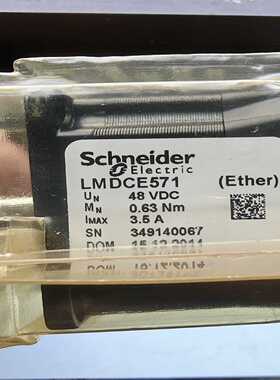 Schneider
Electric
LMDCE571 (Ether)
UN 48 VDC
MN 0.63 Nm
IMAX 3.5 A
SN 349140067
DOM 15.12.2014